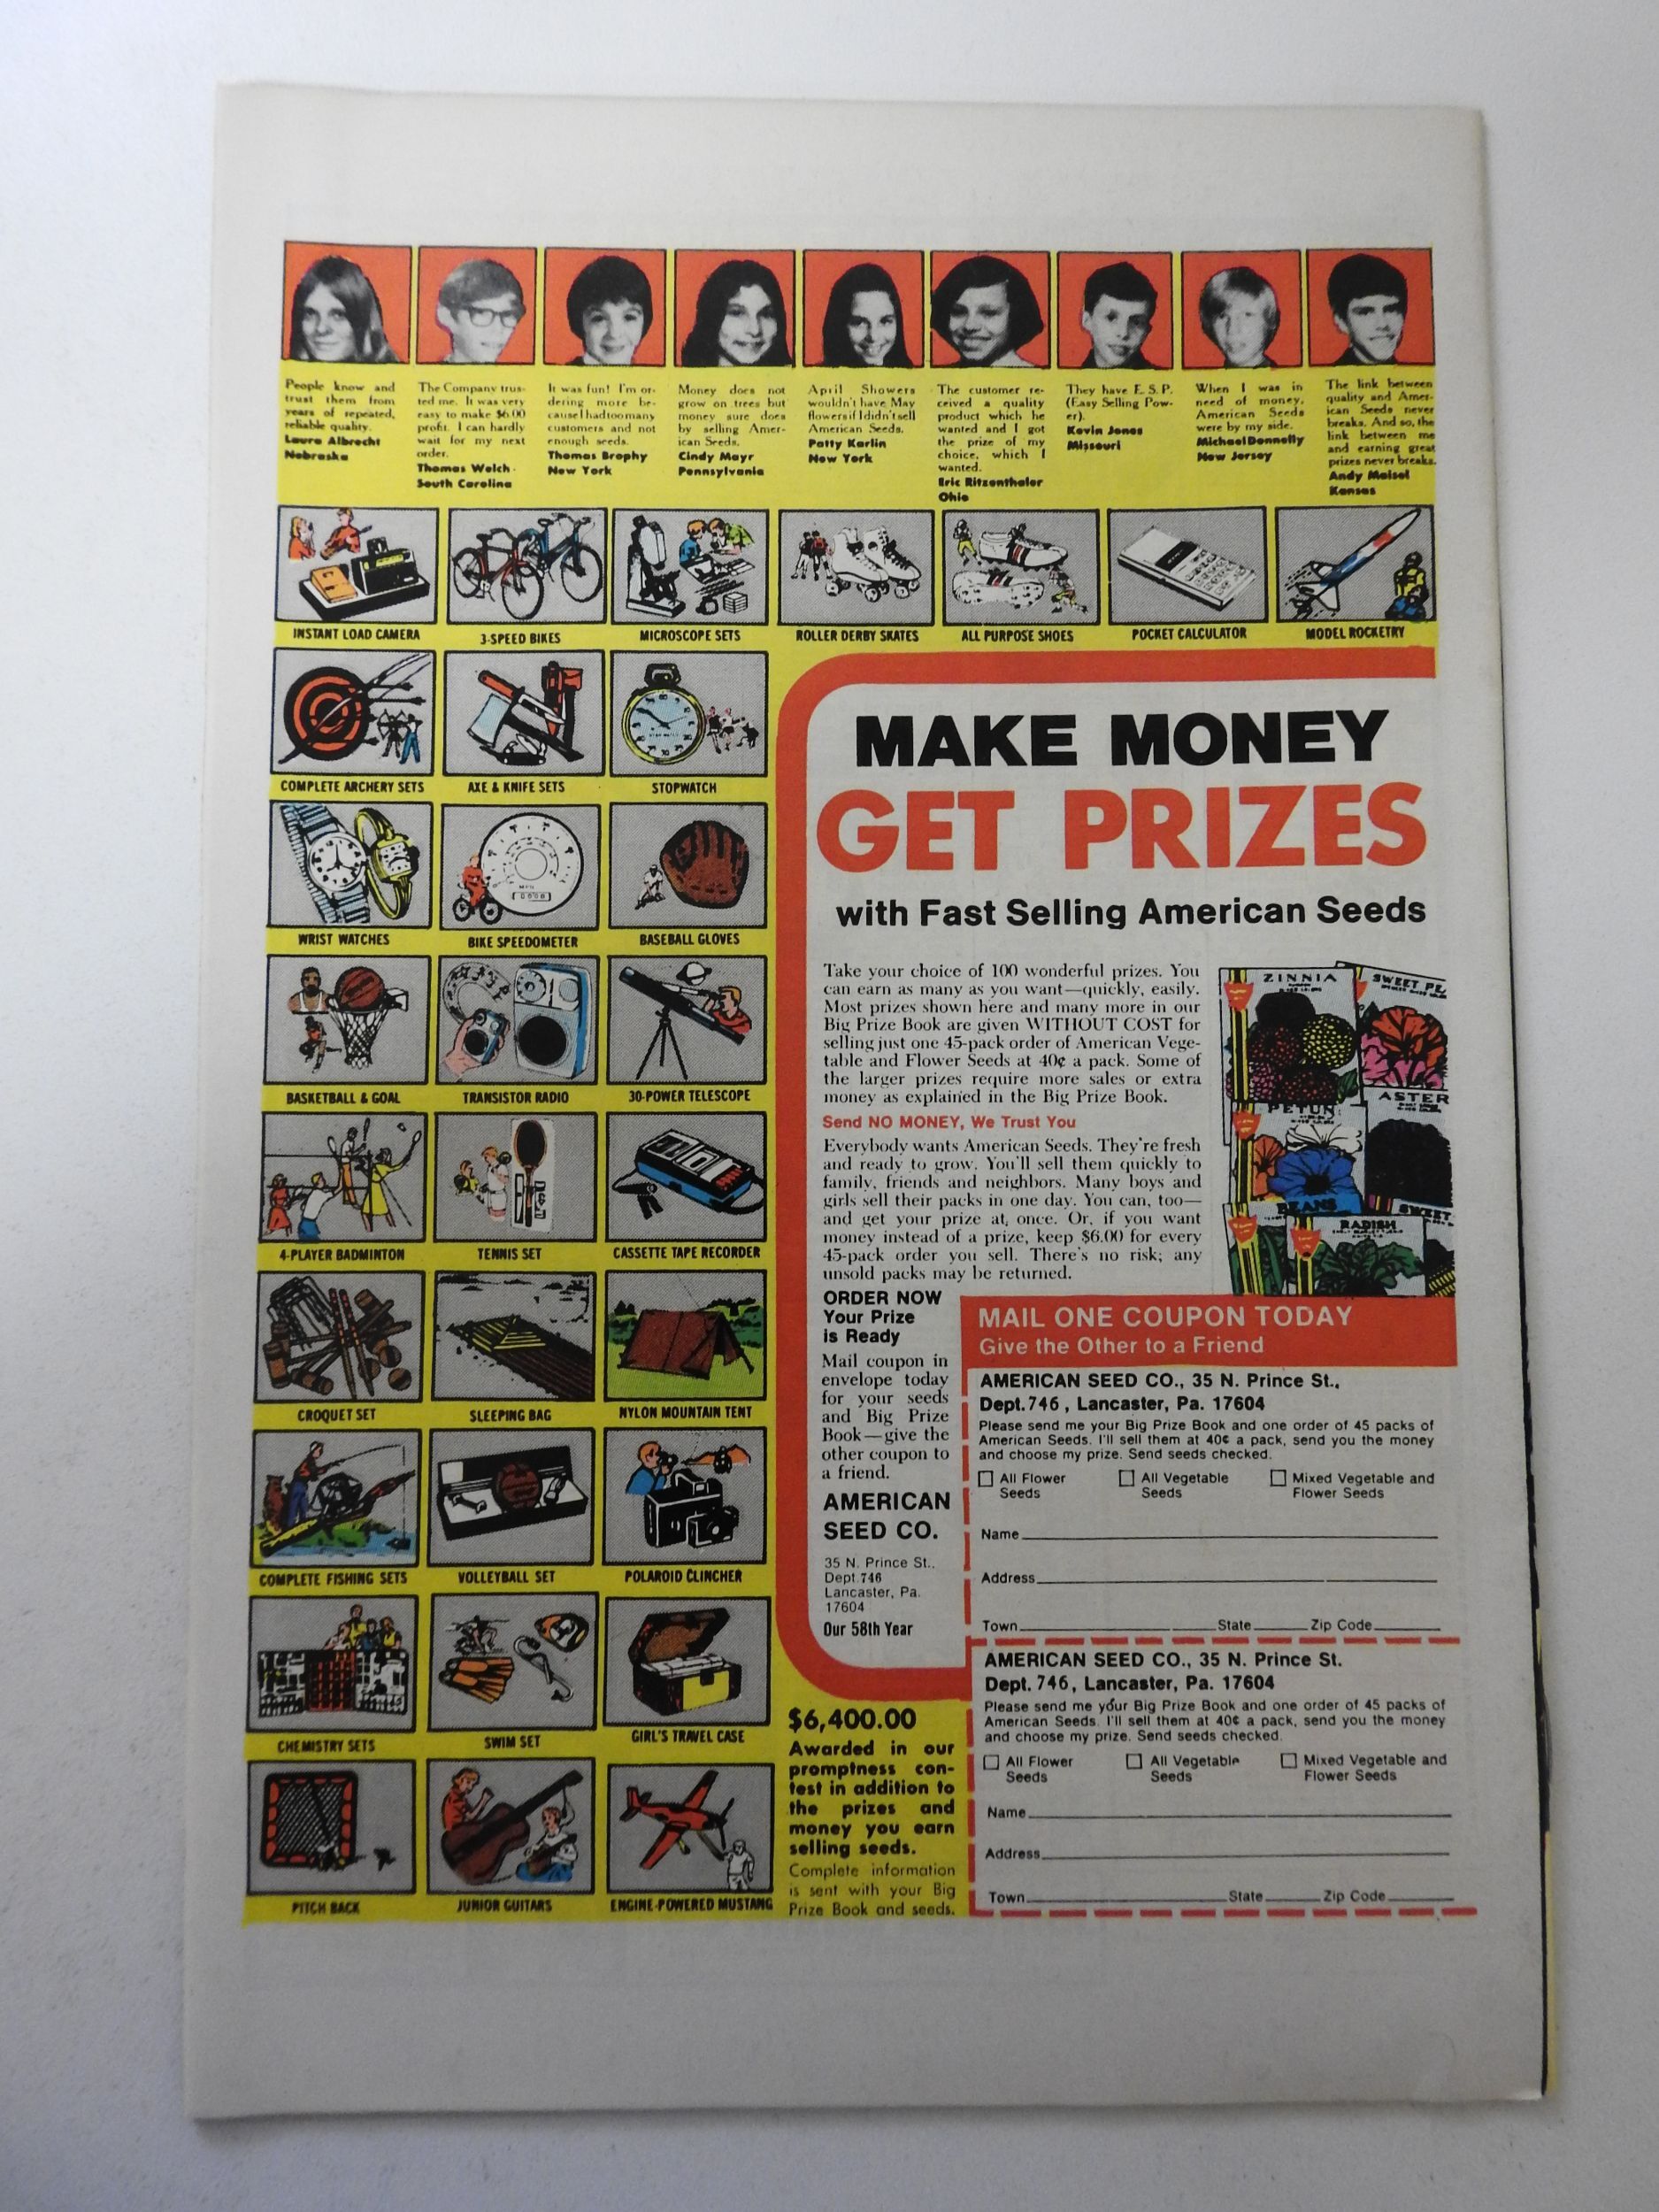 People know and
trust them from
years of repeated,
reliable quality.
Laura Albrecht
Nebraska
The Company trus-
ted me. It was very
easy to make $6.00
profit. I can hardly
wait for my next
order.
Thomas Welch
South Carolina
It was fun! I'm or-
dering more be-
cause I had too many
customers and not
enough seeds.
Thomas Brophy
New York
Money does not
grow on trees but
money sure does
by selling Amer-
ican Seeds.
Cindy Mayr
Pennsylvania
April Showers
wouldn't have May
flowers if I didn't sell
American Seeds.
Patty Karlin
New York
The customer re-
ceived a quality
product which he
wanted and I got
the prize of my
choice, which I
wanted.
Eric Ritzenthaler
Ohio
They have E.S.P.
(Easy Selling Pow-
er).
Kevin Jones
Missouri
When I was in
need of money,
American Seeds
were by my side.
Michael Donnelly
New Jersey
The link between
quality and Amer-
ican Seeds never
breaks. And so, the
link between me
and earning great
prizes never breaks.
Andy Maisel
Kansas
INSTANT LOAD CAMERA
3-SPEED BIKES
MICROSCOPE SETS
ROLLER DERBY SKATES
ALL PURPOSE SHOES
POCKET CALCULATOR
MODEL ROCKETRY
COMPLETE ARCHERY SETS
AXE & KNIFE SETS
STOPWATCH
WRIST WATCHES
BIKE SPEEDOMETER
BASEBALL GLOVES
BASKETBALL & GOAL
TRANSISTOR RADIO
30-POWER TELESCOPE
4-PLAYER BADMINTON
TENNIS SET
CASSETTE TAPE RECORDER
CROQUET SET
SLEEPING BAG
NYLON MOUNTAIN TENT
COMPLETE FISHING SETS
VOLLEYBALL SET
POLAROID CLINCHER
CHEMISTRY SETS
SWIM SET
GIRL'S TRAVEL CASE
PITCH BACK
JUNIOR GUITARS
ENGINE-POWERED MUSTANG
MAKE MONEY
GET PRIZES
with Fast Selling American Seeds
Take your choice of 100 wonderful prizes. You
can earn as many as you want—quickly, easily.
Most prizes shown here and many more in our
Big Prize Book are given WITHOUT COST for
selling just one 45-pack order of American Vege-
table and Flower Seeds at 40¢ a pack. Some of
the larger prizes require more sales or extra
money as explained in the Big Prize Book.
Send NO MONEY, We Trust You
Everybody wants American Seeds. They're fresh
and ready to grow. You'll sell them quickly to
family, friends and neighbors. Many boys and
girls sell their packs in one day. You can, too—
and get your prize at once. Or, if you want
money instead of a prize, keep $6.00 for every
45-pack order you sell. There's no risk; any
unsold packs may be returned.
ZINNIA
SWEET PE
PETUN
ASTER
BEANS
RADISH
SWEET
ORDER NOW
Your Prize
is Ready
Mail coupon in
envelope today
for your seeds
and Big Prize
Book—give the
other coupon to
a friend.
AMERICAN
SEED CO.
35 N. Prince St.,
Dept.746
Lancaster, Pa.
17604
Our 58th Year
$6,400.00
Awarded in our
promptness con-
test in addition to
the prizes and
money you earn
selling seeds.
Complete information
is sent with your Big
Prize Book and seeds.
MAIL ONE COUPON TODAY
Give the Other to a Friend
AMERICAN SEED CO., 35 N. Prince St.,
Dept.746, Lancaster, Pa. 17604
Please send me your Big Prize Book and one order of 45 packs of
American Seeds. I'll sell them at 40¢ a pack, send you the money
and choose my prize. Send seeds checked.
All Flower Seeds
All Vegetable Seeds
Mixed Vegetable and Flower Seeds
Name
Address
Town State Zip Code
AMERICAN SEED CO., 35 N. Prince St.
Dept.746, Lancaster, Pa. 17604
Please send me your Big Prize Book and one order of 45 packs of
American Seeds. I'll sell them at 40¢ a pack, send you the money
and choose my prize. Send seeds checked.
All Flower Seeds
All Vegetable Seeds
Mixed Vegetable and Flower Seeds
Name
Address
Town State Zip Code